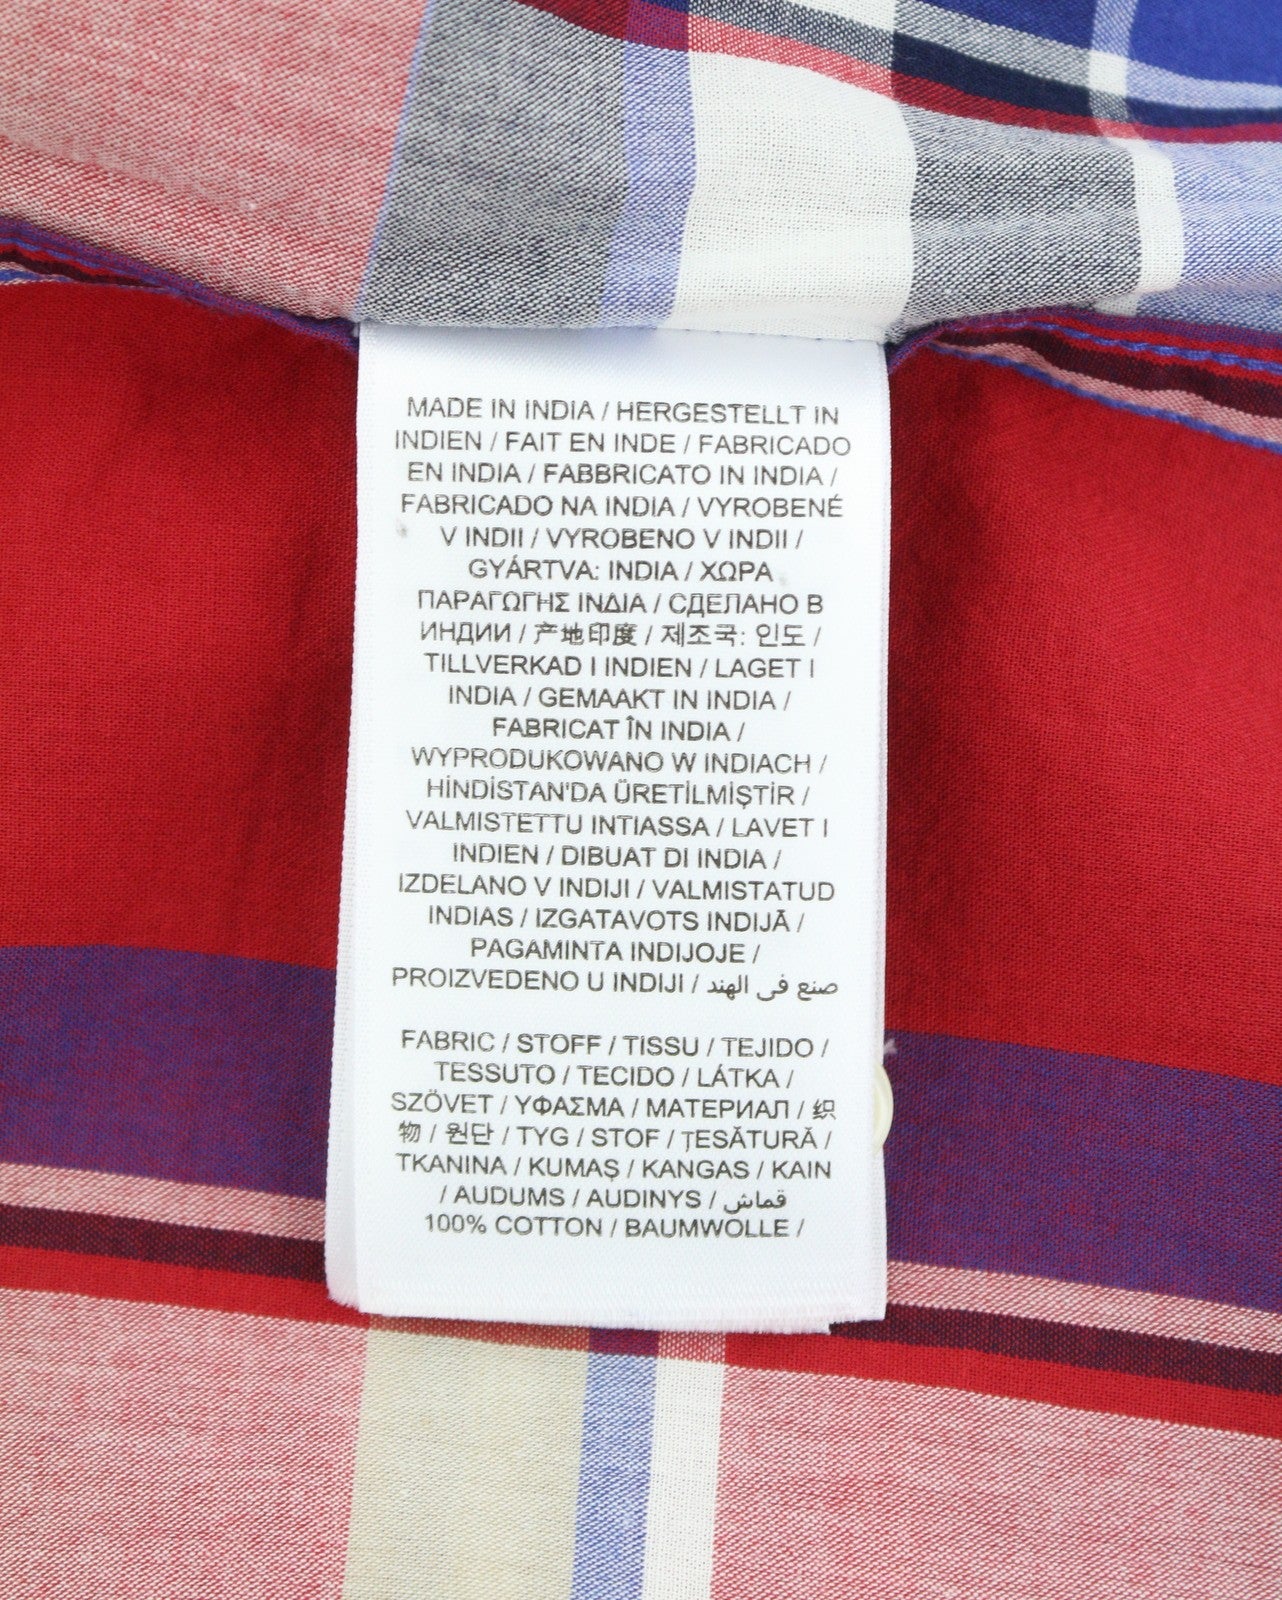 MADE IN INDIA / HERGESTELLT IN
INDIEN / FAIT EN INDE / FABRICADO
EN INDIA / FABBRICATO IN INDIA /
FABRICADO NA INDIA / VYROBENÉ
V INDII / VYROBENO V INDII /
GYÁRTVA: INDIA / ΧΩΡΑ
ΠΑΡΑΓΩΓΗΣ ΙΝΔΙΑ / СДЕЛАНО В
ИНДИИ / 产地印度 / 제조국: 인도 /
TILLVERKAD I INDIEN / LAGET I
INDIA / GEMAAKT IN INDIA /
FABRICAT ÎN INDIA /
WYPRODUKOWANO W INDIACH /
HİNDİSTAN'DA ÜRETİLMİŞTİR /
VALMISTETTU INTIASSA / LAVET I
INDIEN / DIBUAT DI INDIA /
IZDELANO V INDIJI / VALMISTATUD
INDIAS / IZGATAVOTS INDIJĀ /
PAGAMINTA INDIJOJE /
PROIZVEDENO U INDIJI / صنع في الهند
FABRIC / STOFF / TISSU / TEJIDO /
TESSUTO / TECIDO / LÁTKA /
SZÖVET / ΥΦΑΣΜΑ / МАТЕРИАЛ / 织
物 / 원단 / TYG / STOF / ȚESĂTURĂ /
TKANINA / KUMAŞ / KANGAS / KAIN
/ AUDUMS / AUDINYS / قماش
100% COTTON / BAUMWOLLE /